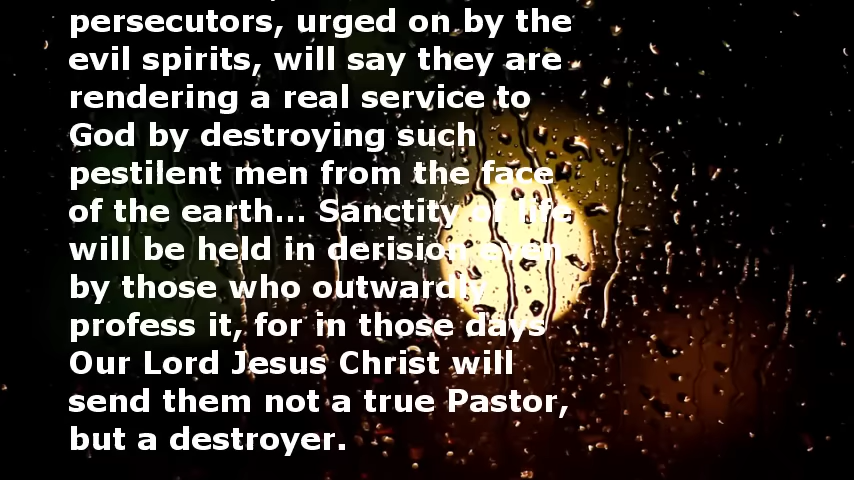 persecutors, urged on by the
evil spirits, will say they are
rendering a real service to
God by destroying such
pestilent men from the face
of the earth... Sanctity of life
will be held in derision even
by those who outwardly
profess it, for in those days
Our Lord Jesus Christ will
send them not a true Pastor,
but a destroyer.